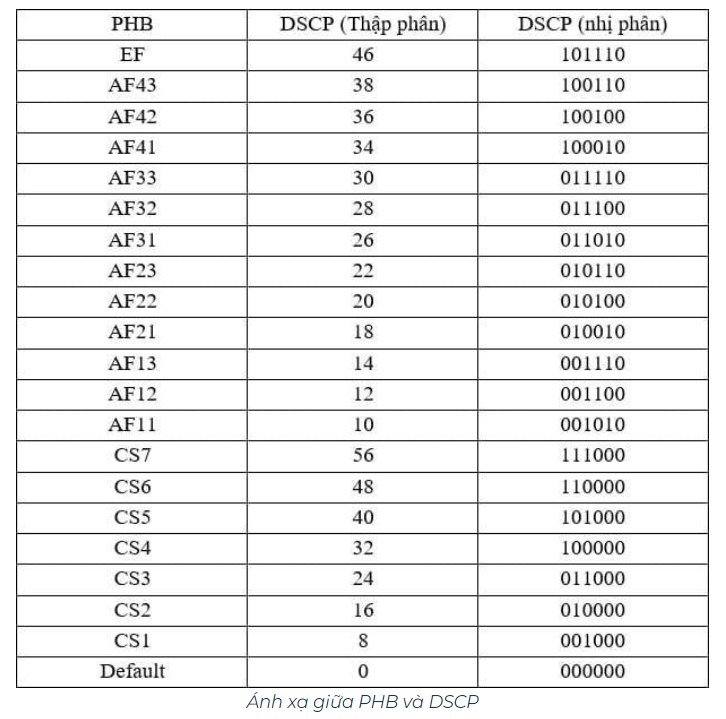 PHB DSCP (Thập phân) DSCP (nhị phân)
EF 46 101110
AF43 38 100110
AF42 36 100100
AF41 34 100010
AF33 30 011110
AF32 28 011100
AF31 26 011010
AF23 22 010110
AF22 20 010100
AF21 18 010010
AF13 14 001110
AF12 12 001100
AF11 10 001010
CS7 56 111000
CS6 48 110000
CS5 40 101000
CS4 32 100000
CS3 24 011000
CS2 16 010000
CS1 8 001000
Default 0 000000
Ánh xạ giữa PHB và DSCP